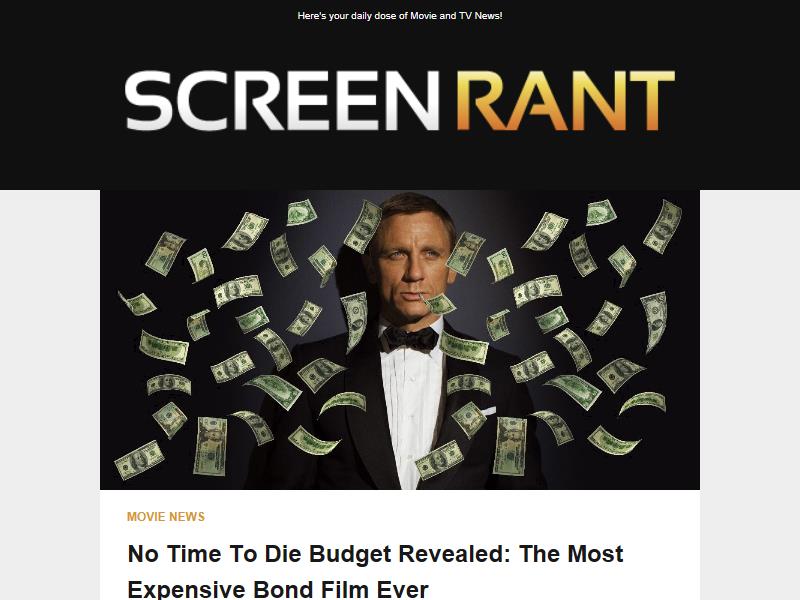 Here's your daily dose of Movie and TV News!
SCREEN RANT
MOVIE NEWS
No Time To Die Budget Revealed: The Most
Expensive Bond Film Ever